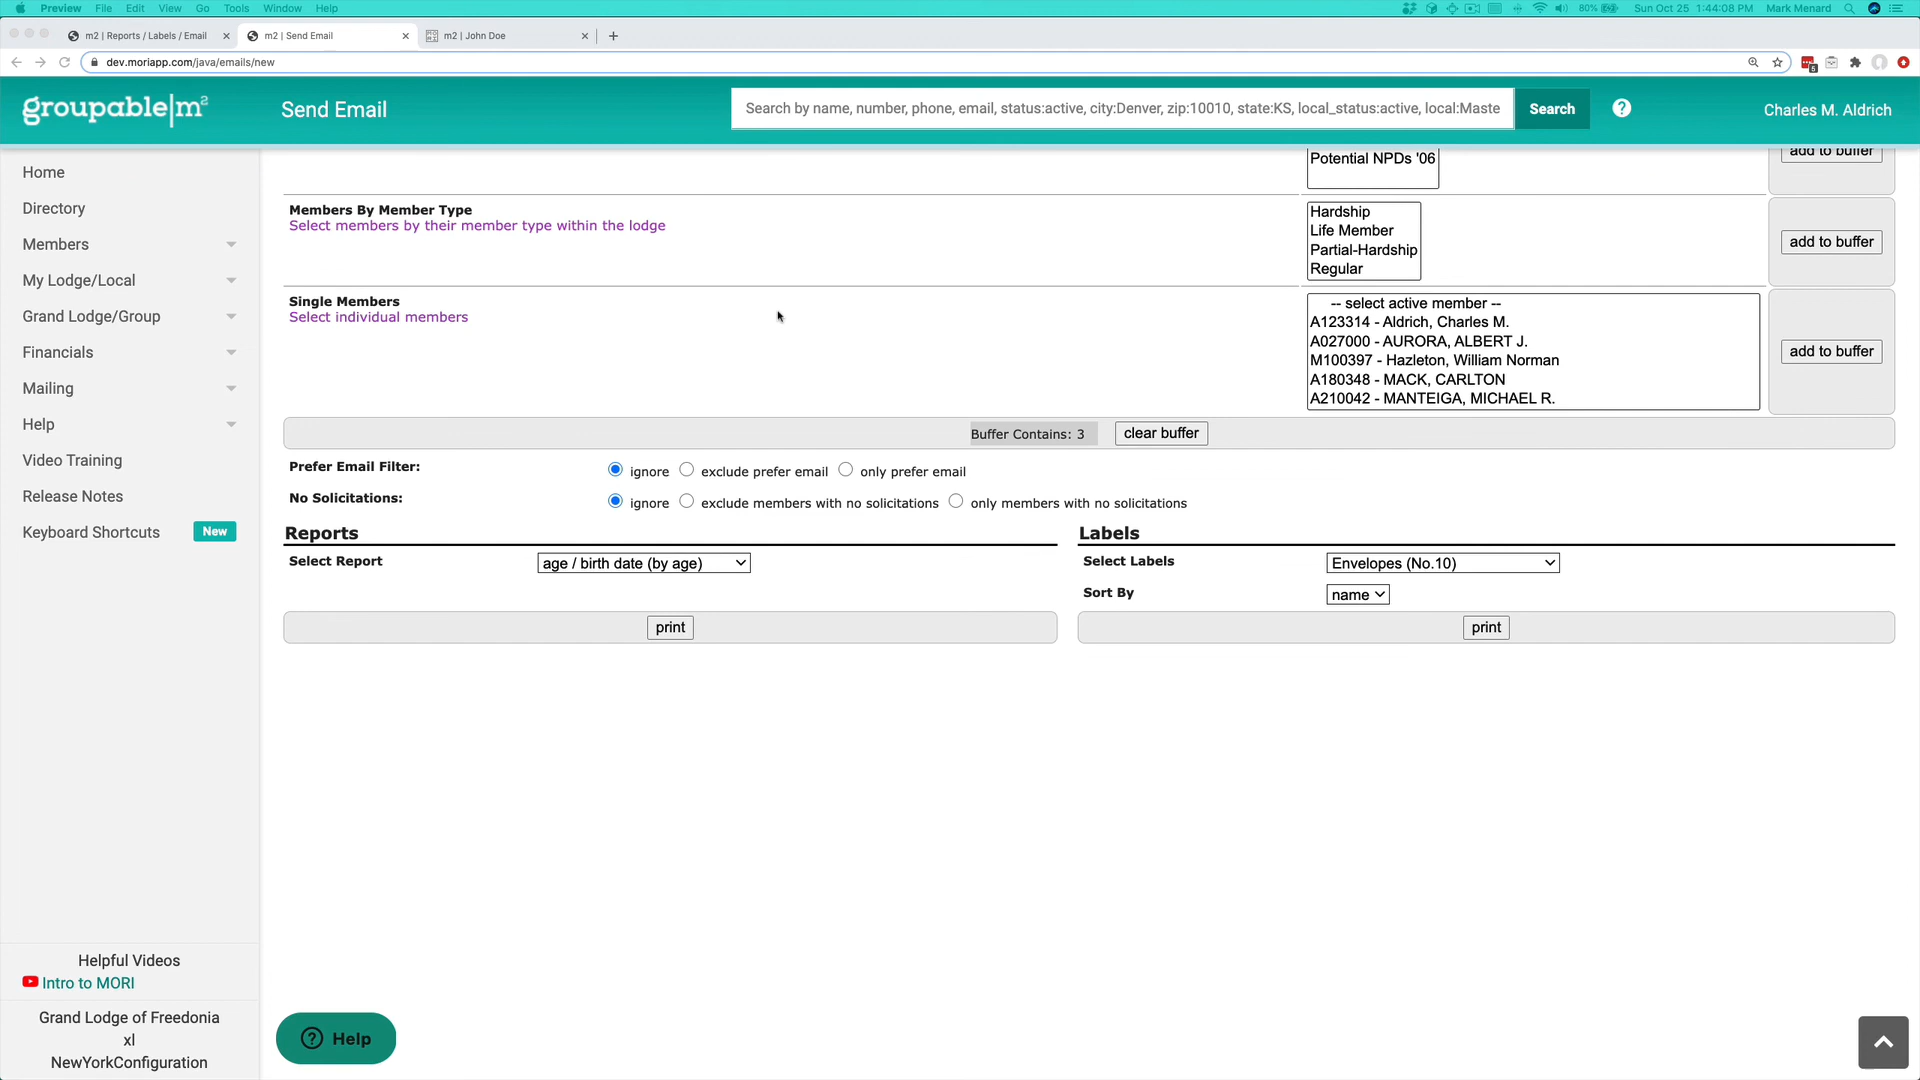 Preview File Edit View Go Tools Window Help 80% Sun Oct 25 1:44:08 PM Mark Menard
m2 | Reports / Labels / Email m2 | Send Email m2 | John Doe
dev.moriapp.com/java/emails/new
groupable|m² Send Email Search by name, number, phone, email, status:active, city:Denver, zip:10010, state:KS, local_status:active, local:Maste Search Charles M. Aldrich
Home
Directory
Members
My Lodge/Local
Grand Lodge/Group
Financials
Mailing
Help
Video Training
Release Notes
Keyboard Shortcuts New
Helpful Videos
Intro to MORI
Grand Lodge of Freedonia
xl
NewYorkConfiguration
Potential NPDs '06
add to buffer
Members By Member Type
Select members by their member type within the lodge
Hardship
Life Member
Partial-Hardship
Regular
add to buffer
Single Members
Select individual members
-- select active member --
A123314 - Aldrich, Charles M.
A027000 - AURORA, ALBERT J.
M100397 - Hazleton, William Norman
A180348 - MACK, CARLTON
A210042 - MANTEIGA, MICHAEL R.
add to buffer
Buffer Contains: 3 clear buffer
Prefer Email Filter: ignore exclude prefer email only prefer email
No Solicitations: ignore exclude members with no solicitations only members with no solicitations
Reports
Select Report age / birth date (by age)
print
Labels
Select Labels Envelopes (No.10)
Sort By name
print
? Help